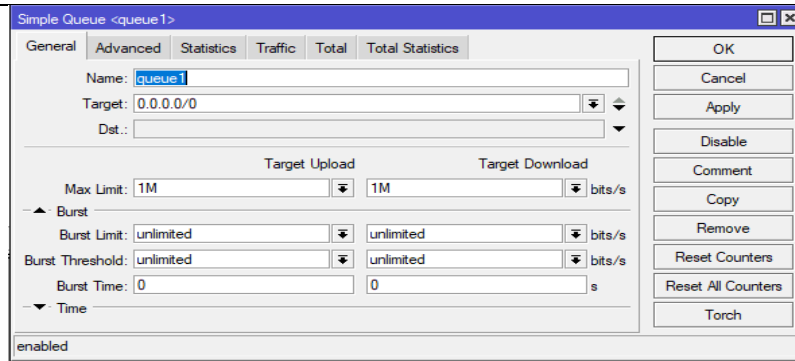 Simple Queue <queue1>
General Advanced Statistics Traffic Total Total Statistics
OK
Name: queue1
Cancel
Target: 0.0.0.0/0
Apply
Dst.:
Disable
Target Upload Target Download
Comment
Max Limit: 1M 1M bits/s
Copy
Burst
Remove
Burst Limit: unlimited unlimited bits/s
Burst Threshold: unlimited unlimited bits/s
Reset Counters
Burst Time: 0 0 s
Reset All Counters
Time
Torch
enabled